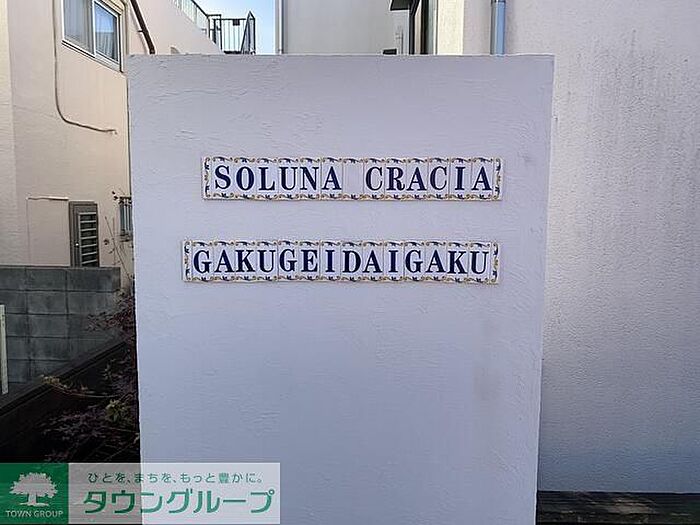 SOLUNA CRACIA
GAKUGEIDAIGAKU
TOWN GROUP
ひとを、まちを、もっと豊かに。
タウングループ